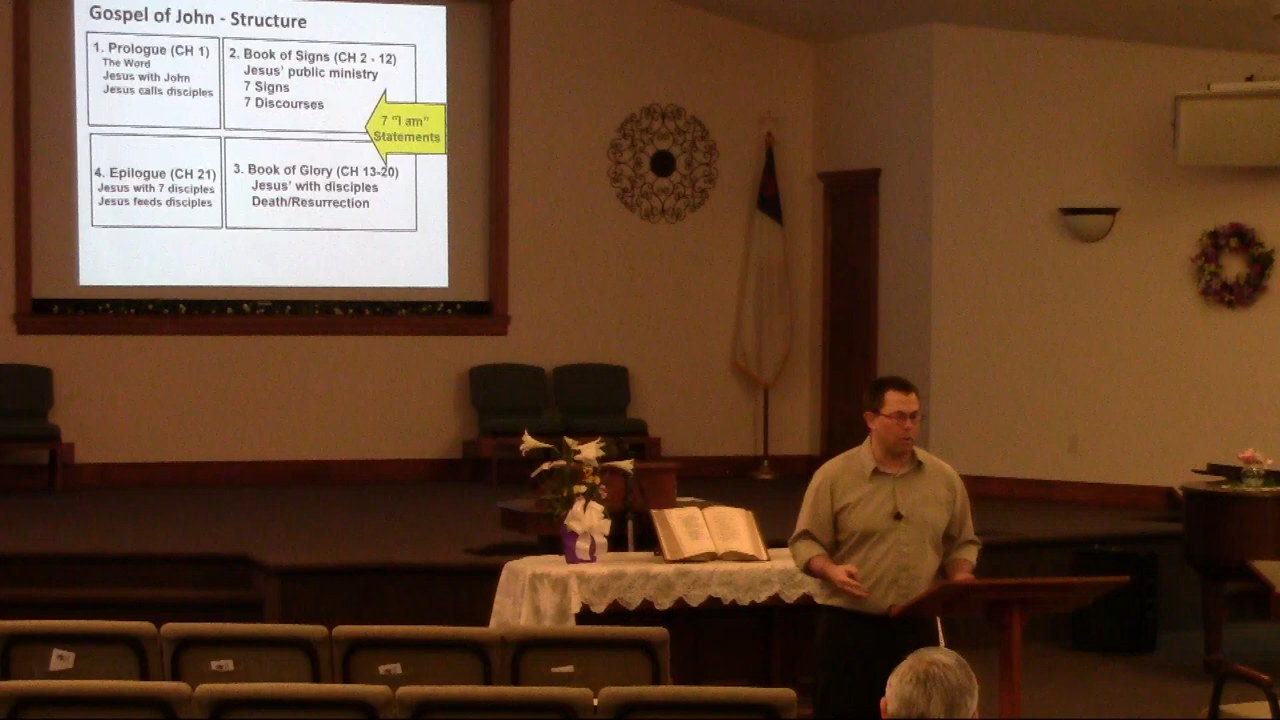 Gospel of John - Structure
1. Prologue (CH 1)
The Word
Jesus with John
Jesus calls disciples
2. Book of Signs (CH 2 - 12)
Jesus' public ministry
7 Signs
7 Discourses
7 "I am"
Statements
4. Epilogue (CH 21)
Jesus with 7 disciples
Jesus feeds disciples
3. Book of Glory (CH 13-20)
Jesus' with disciples
Death/Resurrection